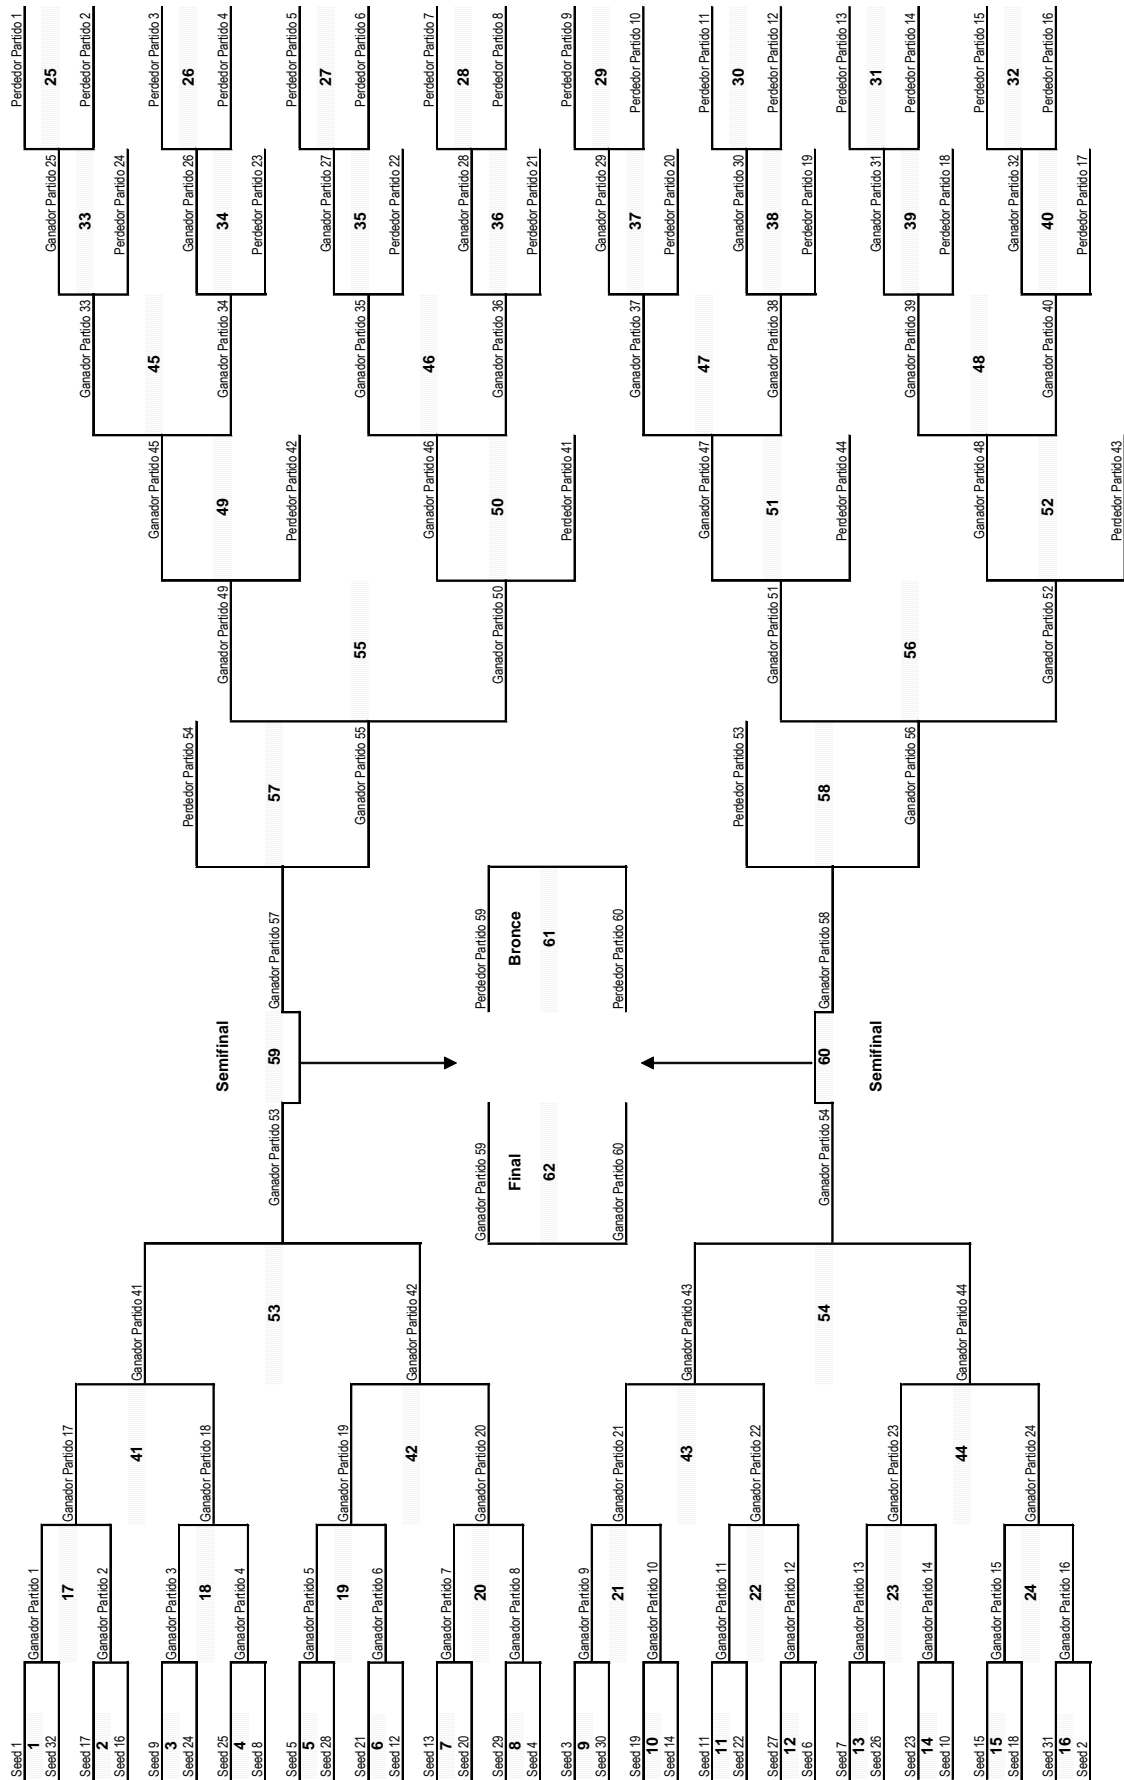 Seed 1
1
Seed 32
Seed 17
2
Seed 16
Seed 9
3
Seed 24
Seed 25
4
Seed 8
Seed 5
5
Seed 28
Seed 21
6
Seed 12
Seed 13
7
Seed 20
Seed 29
8
Seed 4
Seed 3
9
Seed 30
Seed 19
10
Seed 14
Seed 11
11
Seed 22
Seed 27
12
Seed 6
Seed 7
13
Seed 26
Seed 23
14
Seed 10
Seed 15
15
Seed 18
Seed 31
16
Seed 2
Ganador Partido 1
17
Ganador Partido 2
Ganador Partido 3
18
Ganador Partido 4
Ganador Partido 5
19
Ganador Partido 6
Ganador Partido 7
20
Ganador Partido 8
Ganador Partido 9
21
Ganador Partido 10
Ganador Partido 11
22
Ganador Partido 12
Ganador Partido 13
23
Ganador Partido 14
Ganador Partido 15
24
Ganador Partido 16
Ganador Partido 17
41
Ganador Partido 18
Ganador Partido 19
42
Ganador Partido 20
Ganador Partido 21
43
Ganador Partido 22
Ganador Partido 23
44
Ganador Partido 24
Ganador Partido 41
53
Ganador Partido 42
Ganador Partido 43
54
Ganador Partido 44
Ganador Partido 53
Ganador Partido 59
Final
62
Ganador Partido 60
Ganador Partido 54
Semifinal
59
60
Semifinal
Ganador Partido 57
Perdedor Partido 59
Bronce
61
Perdedor Partido 60
Ganador Partido 58
Perdedor Partido 54
57
Ganador Partido 55
Perdedor Partido 53
58
Ganador Partido 56
Ganador Partido 49
55
Ganador Partido 50
Ganador Partido 51
56
Ganador Partido 52
Ganador Partido 45
49
Perdedor Partido 42
Ganador Partido 46
50
Perdedor Partido 41
Ganador Partido 47
51
Perdedor Partido 44
Ganador Partido 48
52
Perdedor Partido 43
Ganador Partido 33
45
Ganador Partido 34
Ganador Partido 35
46
Ganador Partido 36
Ganador Partido 37
47
Ganador Partido 38
Ganador Partido 39
48
Ganador Partido 40
Ganador Partido 25
33
Perdedor Partido 24
Ganador Partido 26
34
Perdedor Partido 23
Ganador Partido 27
35
Perdedor Partido 22
Ganador Partido 28
36
Perdedor Partido 21
Ganador Partido 29
37
Perdedor Partido 20
Ganador Partido 30
38
Perdedor Partido 19
Ganador Partido 31
39
Perdedor Partido 18
Ganador Partido 32
40
Perdedor Partido 17
Perdedor Partido 1
25
Perdedor Partido 2
Perdedor Partido 3
26
Perdedor Partido 4
Perdedor Partido 5
27
Perdedor Partido 6
Perdedor Partido 7
28
Perdedor Partido 8
Perdedor Partido 9
29
Perdedor Partido 10
Perdedor Partido 11
30
Perdedor Partido 12
Perdedor Partido 13
31
Perdedor Partido 14
Perdedor Partido 15
32
Perdedor Partido 16